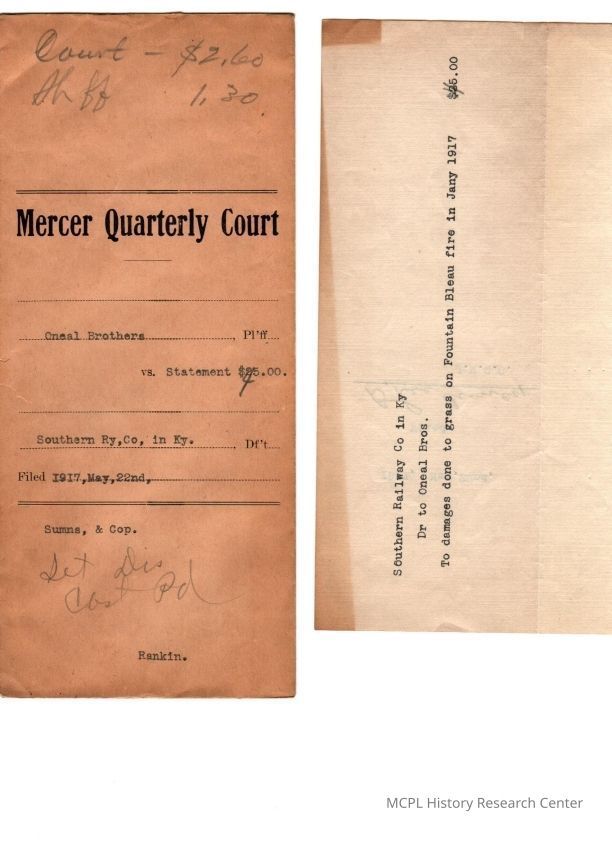 Court - $2.60
Shff 1.30
Mercer Quarterly Court
Oneal Brothers Pl'ff
vs. Statement $45.00.
Southern Ry,Co, in Ky. Df't
Filed 1917,May,22nd,
Sumns, & Cop.
Set Dis
Cost Pd
Rankin.
Southern Railway Co in Ky
Dr to Oneal Bros.
To damages done to grass on Fountain Bleau fire in Jany 1917 $45.00
MCPL History Research Center